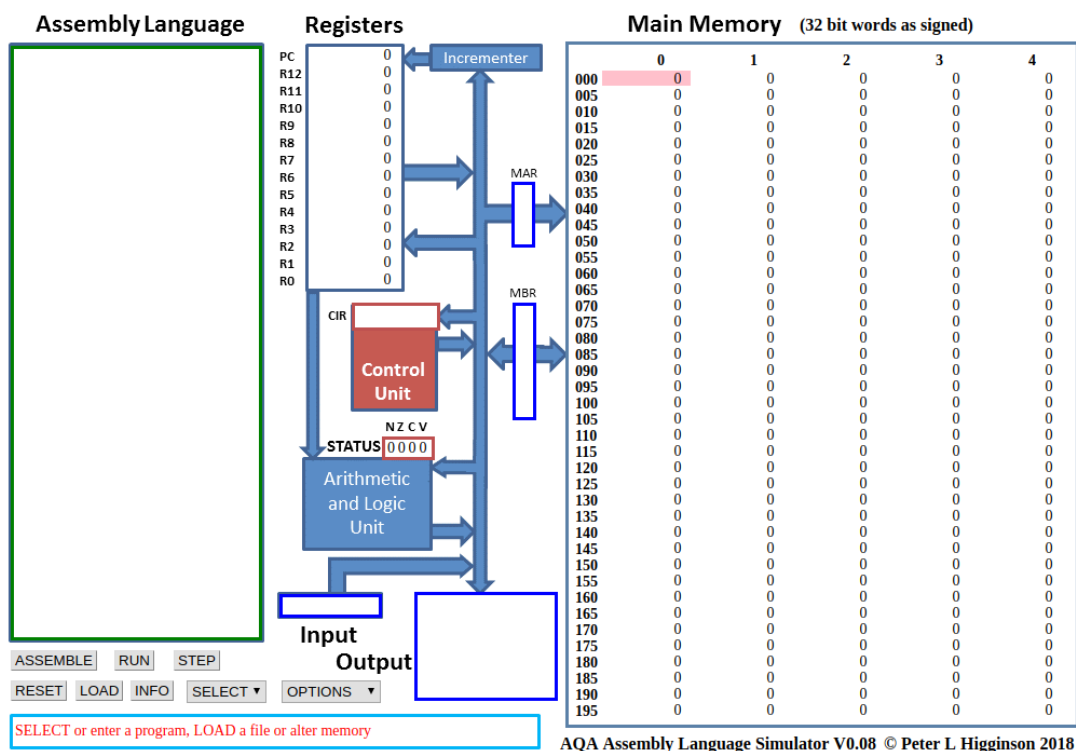 Assembly Language
Registers
Main Memory (32 bit words as signed)
PC 0
R12 0
R11 0
R10 0
R9 0
R8 0
R7 0
R6 0
R5 0
R4 0
R3 0
R2 0
R1 0
R0 0
Incrementer
MAR
MBR
CIR
Control
Unit
N Z C V
STATUS 0 0 0 0
Arithmetic
and Logic
Unit
Input
Output
0 1 2 3 4
000 0 0 0 0 0
005 0 0 0 0 0
010 0 0 0 0 0
015 0 0 0 0 0
020 0 0 0 0 0
025 0 0 0 0 0
030 0 0 0 0 0
035 0 0 0 0 0
040 0 0 0 0 0
045 0 0 0 0 0
050 0 0 0 0 0
055 0 0 0 0 0
060 0 0 0 0 0
065 0 0 0 0 0
070 0 0 0 0 0
075 0 0 0 0 0
080 0 0 0 0 0
085 0 0 0 0 0
090 0 0 0 0 0
095 0 0 0 0 0
100 0 0 0 0 0
105 0 0 0 0 0
110 0 0 0 0 0
115 0 0 0 0 0
120 0 0 0 0 0
125 0 0 0 0 0
130 0 0 0 0 0
135 0 0 0 0 0
140 0 0 0 0 0
145 0 0 0 0 0
150 0 0 0 0 0
155 0 0 0 0 0
160 0 0 0 0 0
165 0 0 0 0 0
170 0 0 0 0 0
175 0 0 0 0 0
180 0 0 0 0 0
185 0 0 0 0 0
190 0 0 0 0 0
195 0 0 0 0 0
ASSEMBLE RUN STEP
RESET LOAD INFO SELECT ▾ OPTIONS ▾
SELECT or enter a program, LOAD a file or alter memory
AQA Assembly Language Simulator V0.08 © Peter L Higginson 2018